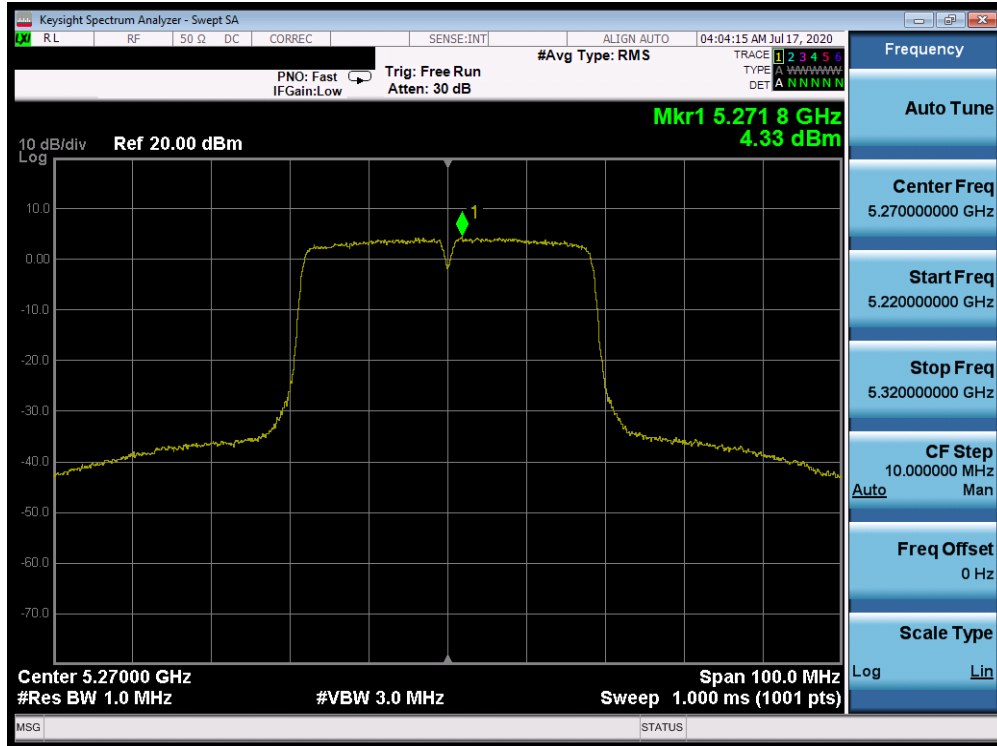 Keysight Spectrum Analyzer - Swept SA
LXI RL RF 50 Ω DC CORREC SENSE:INT ALIGN AUTO 04:04:15 AM Jul 17, 2020
Frequency
#Avg Type: RMS
TRACE 1 2 3 4 5 6
PNO: Fast Trig: Free Run
TYPE A WWWWW
IFGain:Low Atten: 30 dB
DET A N N N N N
Auto Tune
Mkr1 5.271 8 GHz
4.33 dBm
10 dB/div Ref 20.00 dBm
Log
1
10.0
0.00
-10.0
-20.0
-30.0
-40.0
-50.0
-60.0
-70.0
Center Freq
5.270000000 GHz
Start Freq
5.220000000 GHz
Stop Freq
5.320000000 GHz
CF Step
10.000000 MHz
Auto Man
Freq Offset
0 Hz
Scale Type
Log Lin
Center 5.27000 GHz Span 100.0 MHz
#Res BW 1.0 MHz #VBW 3.0 MHz Sweep 1.000 ms (1001 pts)
MSG STATUS